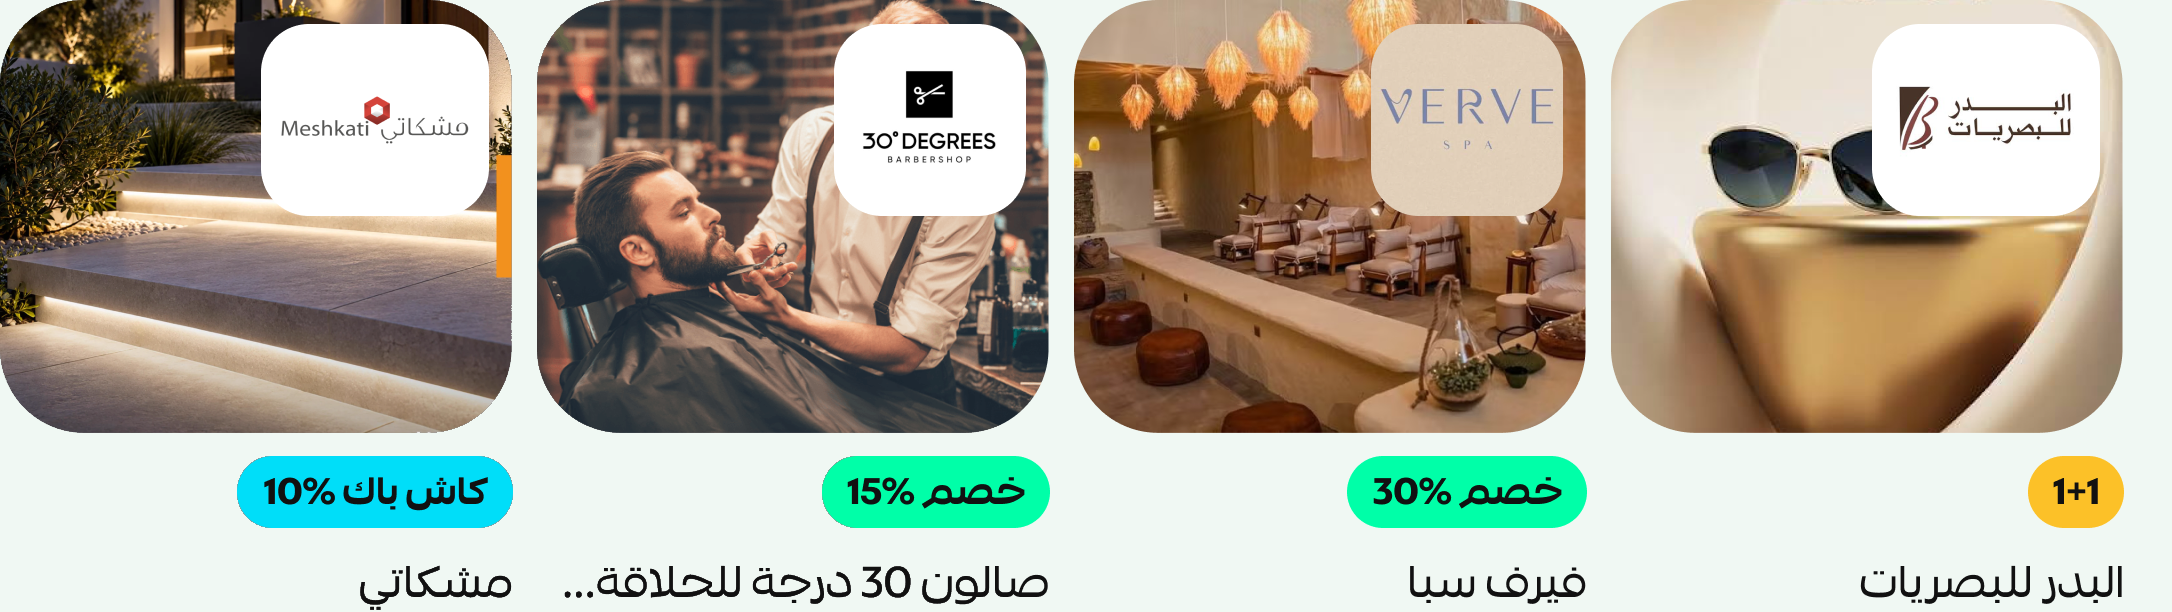 البدر
للبصريات
1+1
البدر للبصريات
VERVE
SPA
خصم 30%
فيرف سبا
30° DEGREES
BARBERSHOP
خصم 15%
صالون 30 درجة للحلاقة...
Meshkati مشكاتي
كاش باك 10%
مشكاتي